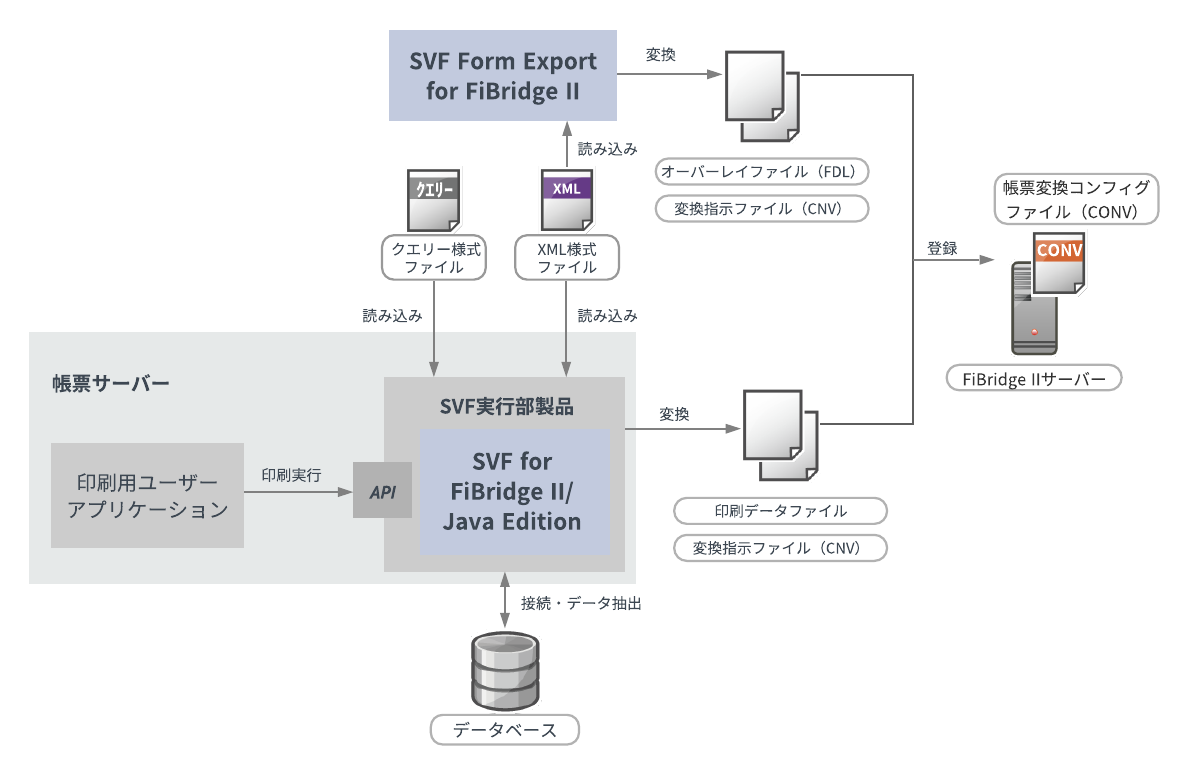 SVF Form Export
for FiBridge II
変換
読み込み
オーバーレイファイル（FDL）
変換指示ファイル（CNV）
クエリー
XML
クエリー様式
ファイル
XML様式
ファイル
読み込み
読み込み
帳票変換コンフィグ
ファイル（CONV）
CONV
登録
FiBridge IIサーバー
帳票サーバー
SVF実行部製品
印刷用ユーザー
アプリケーション
印刷実行
API
SVF for
FiBridge II/
Java Edition
変換
印刷データファイル
変換指示ファイル（CNV）
接続・データ抽出
データベース